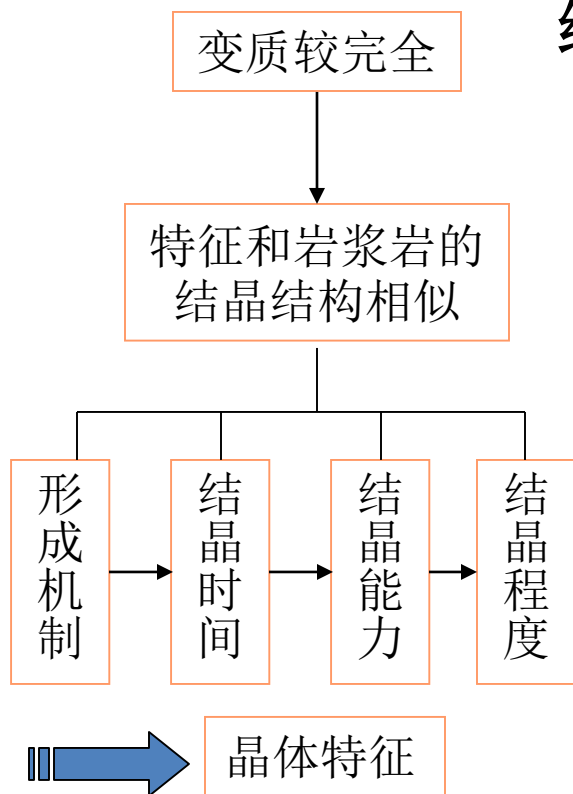 变质较完全
特征和岩浆岩的
结晶结构相似
形成机制
结晶时间
结晶能力
结晶程度
晶体特征